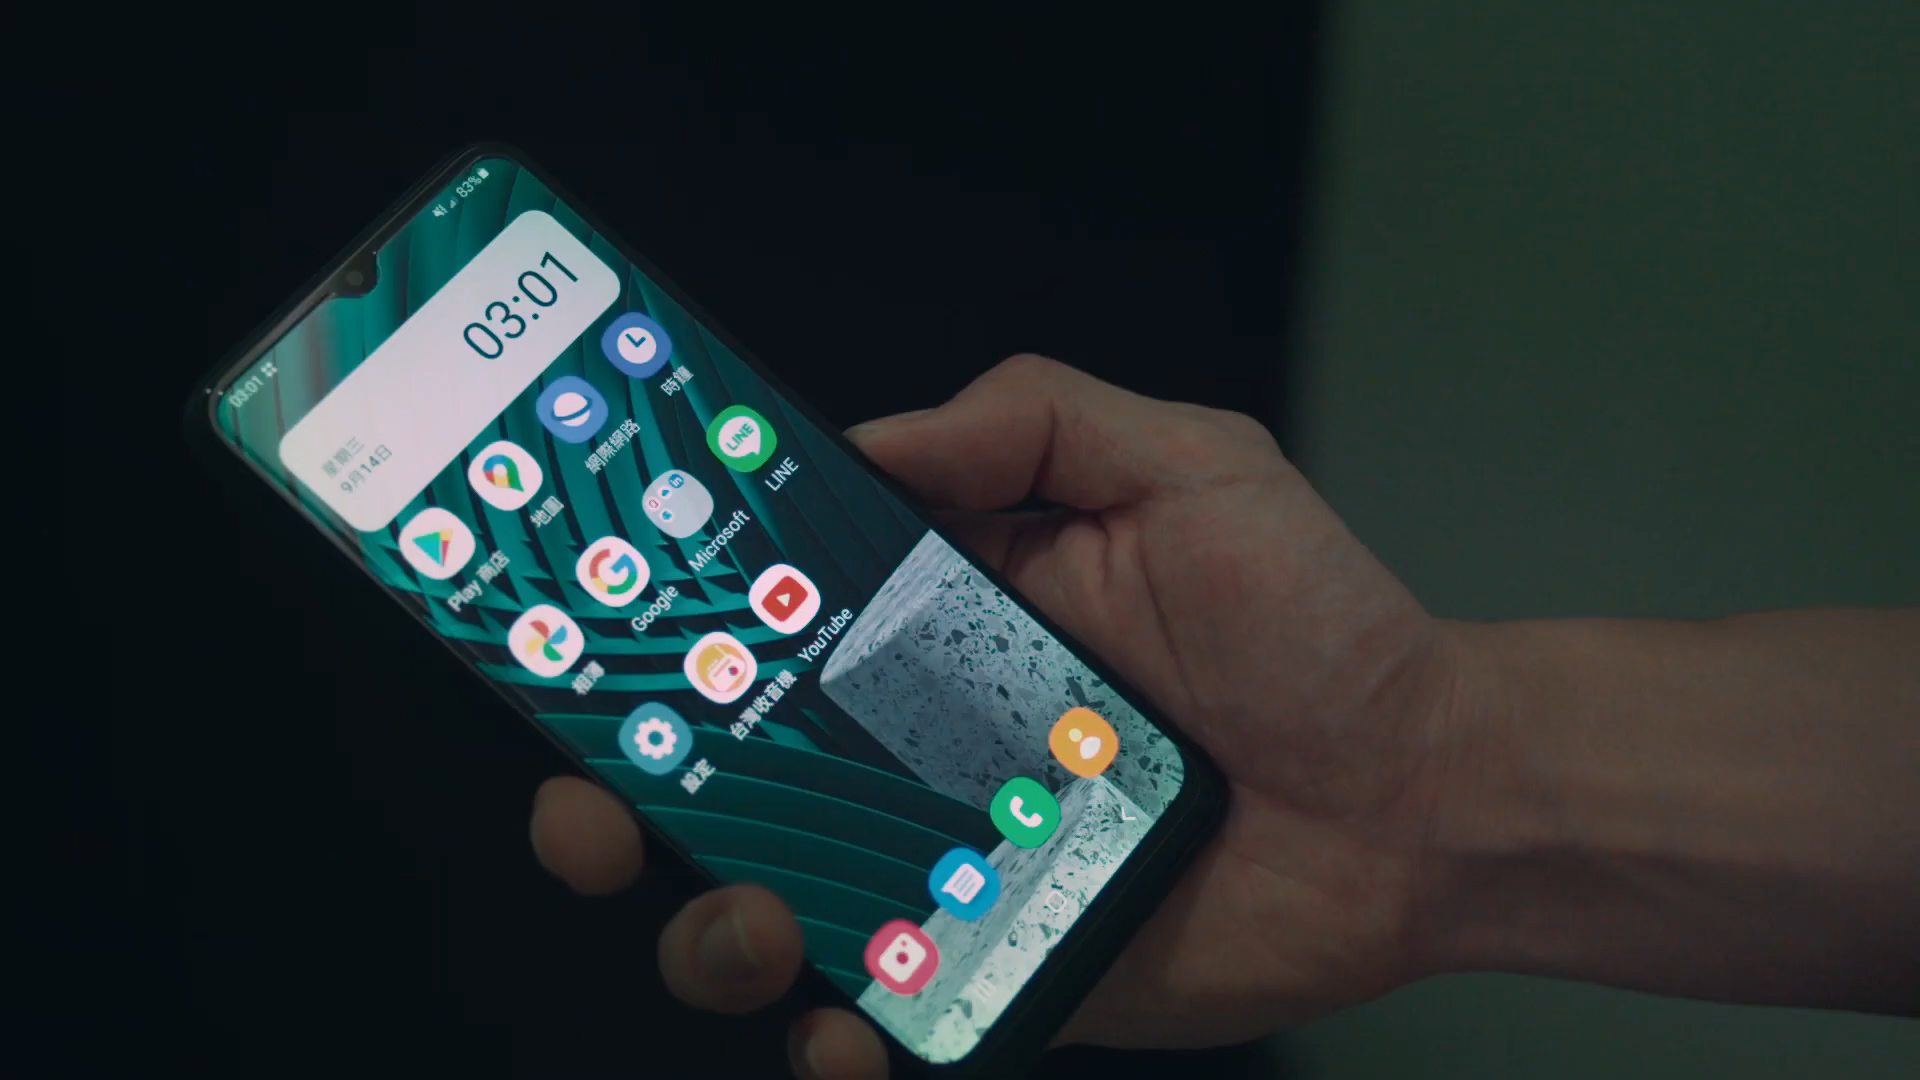 03:01
83%
03:01
星期三
9月14日
Play 商店
地圖
網際網路
時鐘
相簿
Google
Microsoft
LINE
LINE
設定
台灣收音機
YouTube